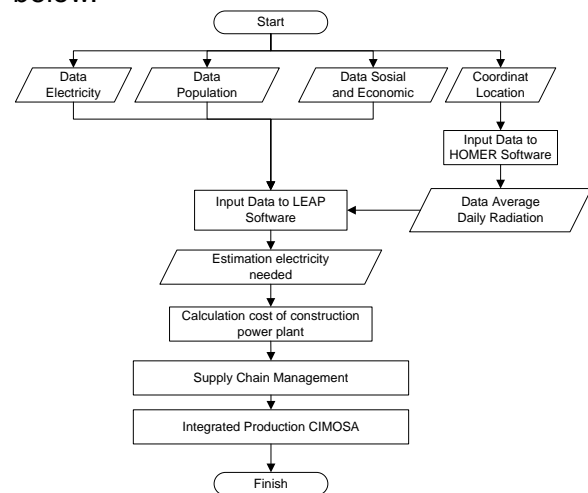 below.
Start
Data
Electricity
Data
Population
Data Sosial
and Economic
Coordinat
Location
Input Data to
HOMER Software
Input Data to LEAP
Software
Data Average
Daily Radiation
Estimation electricity
needed
Calculation cost of construction
power plant
Supply Chain Management
Integrated Production CIMOSA
Finish